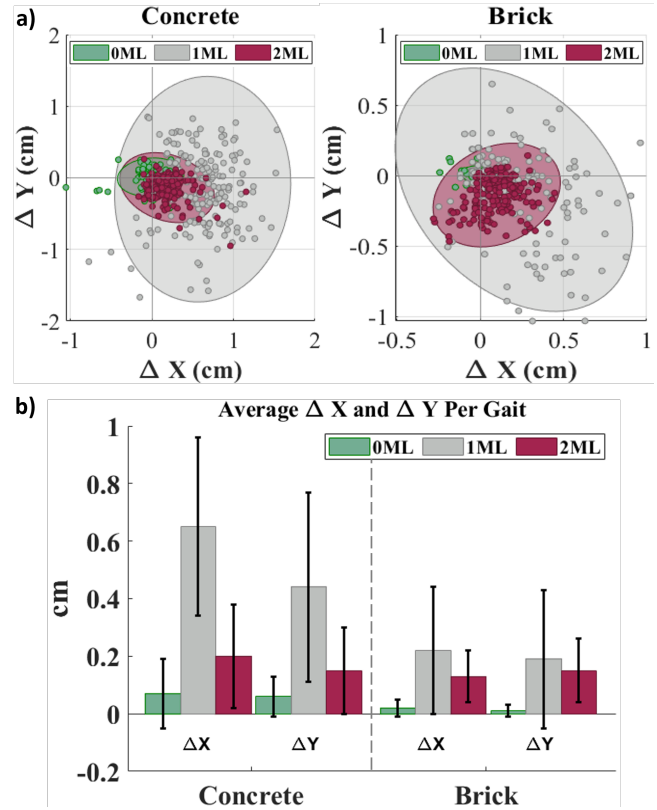 a)
Concrete
Brick
0ML 1ML 2ML
0ML 1ML 2ML
2
1
0
-1
-2
Δ Y (cm)
-1 0 1 2
Δ X (cm)
1
0.5
0
-0.5
-1
Δ Y (cm)
-0.5 0 0.5 1
Δ X (cm)
b)
Average Δ X and Δ Y Per Gait
0ML 1ML 2ML
1
0.8
0.6
0.4
0.2
0
-0.2
cm
ΔX ΔY ΔX ΔY
Concrete Brick